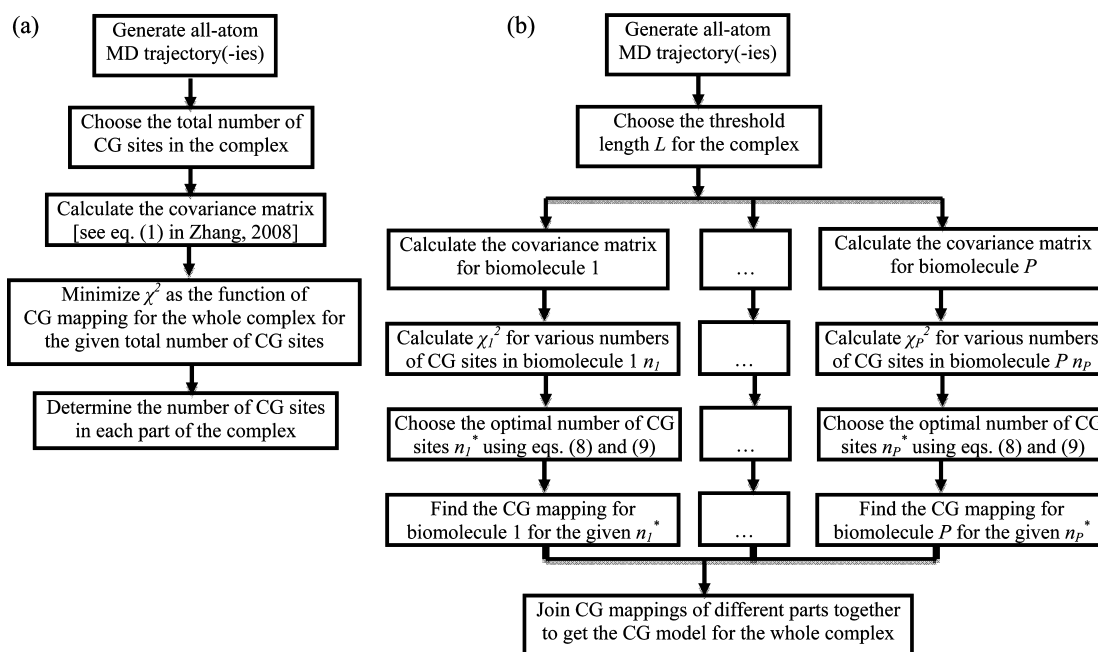 (a)
Generate all-atom
MD trajectory(-ies)
Choose the total number of
CG sites in the complex
Calculate the covariance matrix
[see eq. (1) in Zhang, 2008]
Minimize χ² as the function of
CG mapping for the whole complex for
the given total number of CG sites
Determine the number of CG sites
in each part of the complex
(b)
Generate all-atom
MD trajectory(-ies)
Choose the threshold
length L for the complex
Calculate the covariance matrix
for biomolecule 1
…
Calculate the covariance matrix
for biomolecule P
Calculate χ₁² for various numbers
of CG sites in biomolecule 1 n₁
…
Calculate χ_P² for various numbers
of CG sites in biomolecule P n_P
Choose the optimal number of CG
sites n₁* using eqs. (8) and (9)
…
Choose the optimal number of CG
sites n_P* using eqs. (8) and (9)
Find the CG mapping for
biomolecule 1 for the given n₁*
…
Find the CG mapping for
biomolecule P for the given n_P*
Join CG mappings of different parts together
to get the CG model for the whole complex